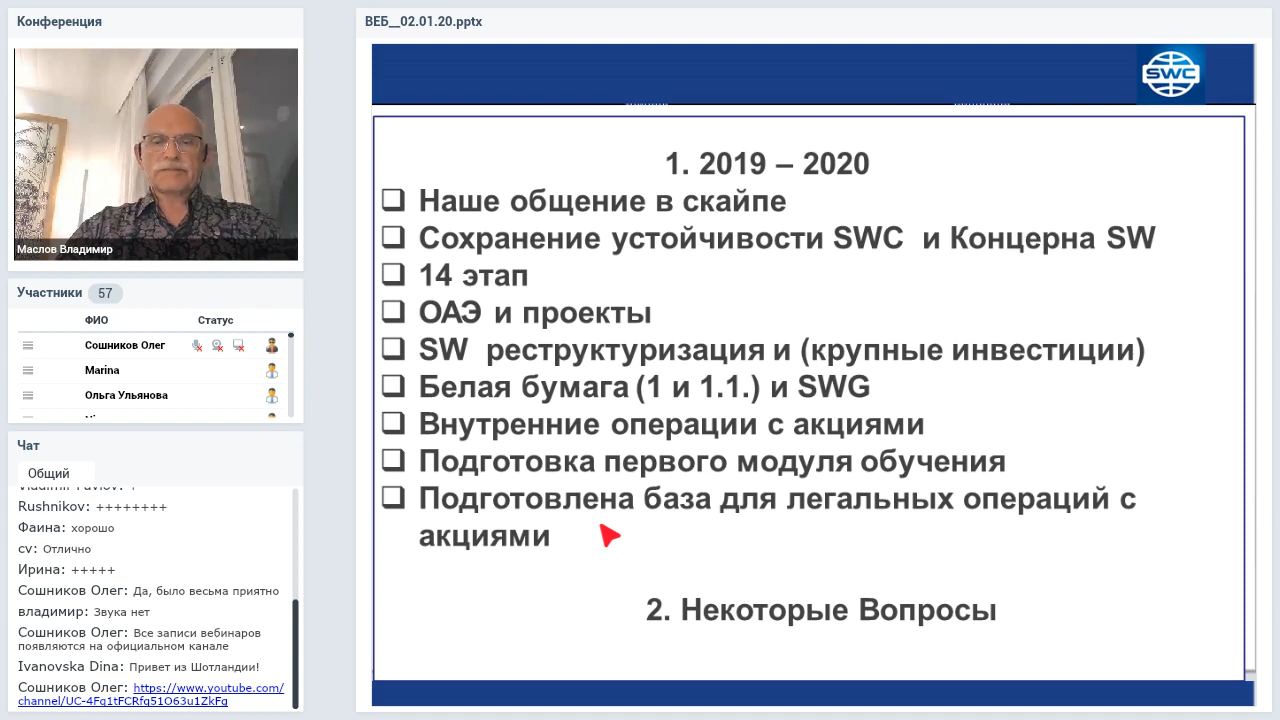 Конференция
Маслов Владимир
Участники 57
ФИО Статус
Сошников Олег
Marina
Ольга Ульянова
Чат
Общий
Rushnikov: ++++++++
Фаина: хорошо
cv: Отлично
Ирина: +++++
Сошников Олег: Да, было весьма приятно
владимир: Звука нет
Сошников Олег: Все записи вебинаров
появляются на официальном канале
Ivanovska Dina: Привет из Шотландии!
Сошников Олег: https://www.youtube.com/
channel/UC-4Fq1tFCRfq51O63u1ZkFg
ВЕБ__02.01.20.pptx
SWC
1. 2019 – 2020
Наше общение в скайпе
Сохранение устойчивости SWC и Концерна SW
14 этап
ОАЭ и проекты
SW реструктуризация и (крупные инвестиции)
Белая бумага (1 и 1.1.) и SWG
Внутренние операции с акциями
Подготовка первого модуля обучения
Подготовлена база для легальных операций с
акциями
2. Некоторые Вопросы